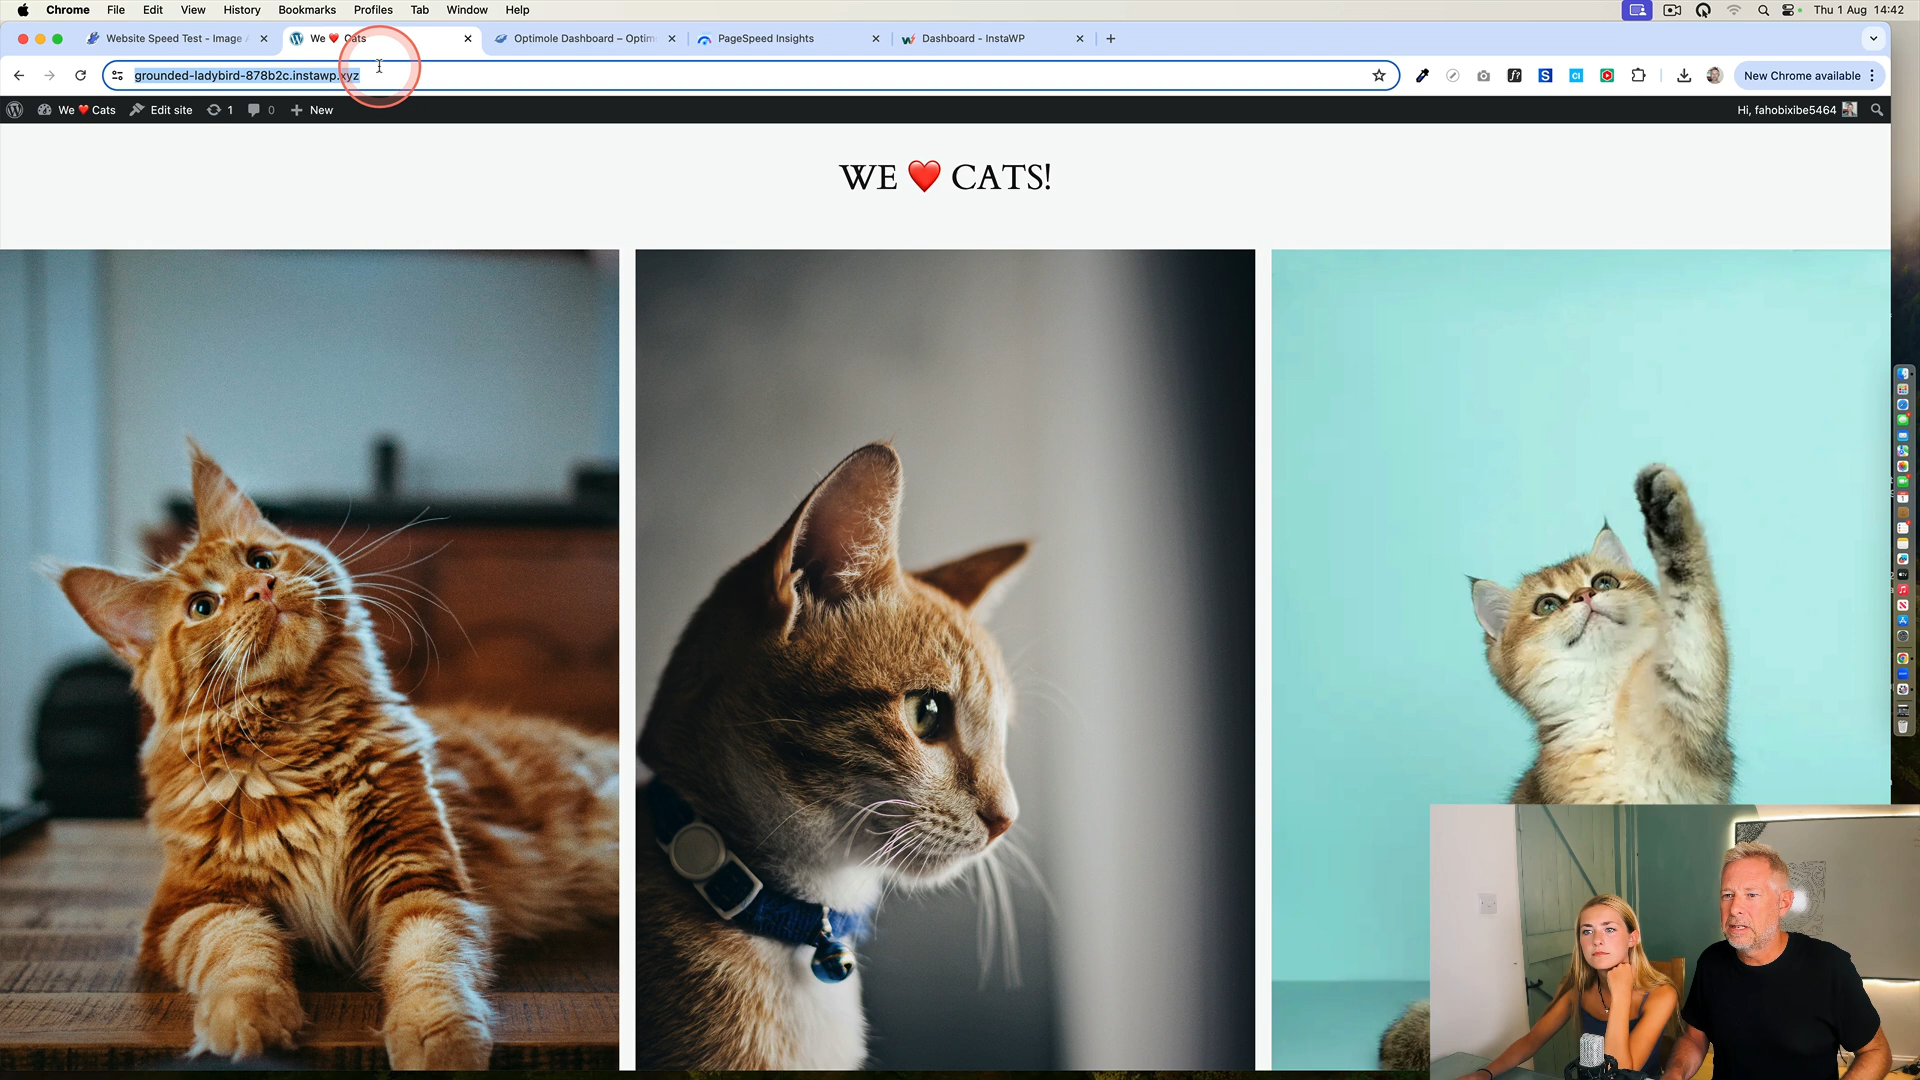 Chrome File Edit View History Bookmarks Profiles Tab Window Help Thu 1 Aug 14:42
Website Speed Test - Image We ❤ Cats Optimole Dashboard – Optim PageSpeed Insights Dashboard - InstaWP
grounded-ladybird-878b2c.instawp.xyz New Chrome available
We ❤ Cats Edit site 1 0 New Hi, fahobixibe5464
WE ❤ CATS!